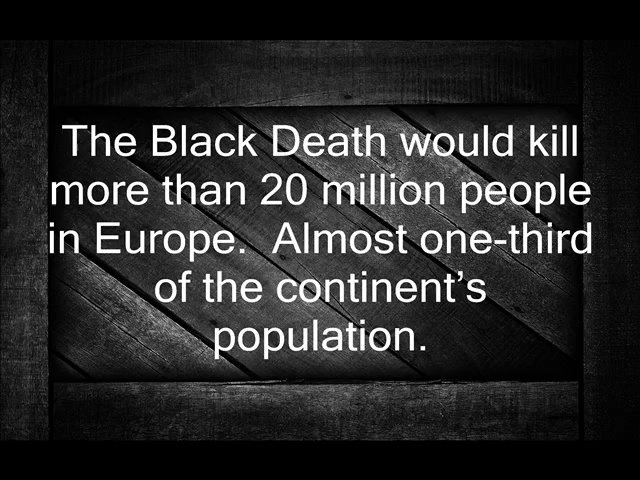 The Black Death would kill
more than 20 million people
in Europe.  Almost one-third
of the continent’s
population.